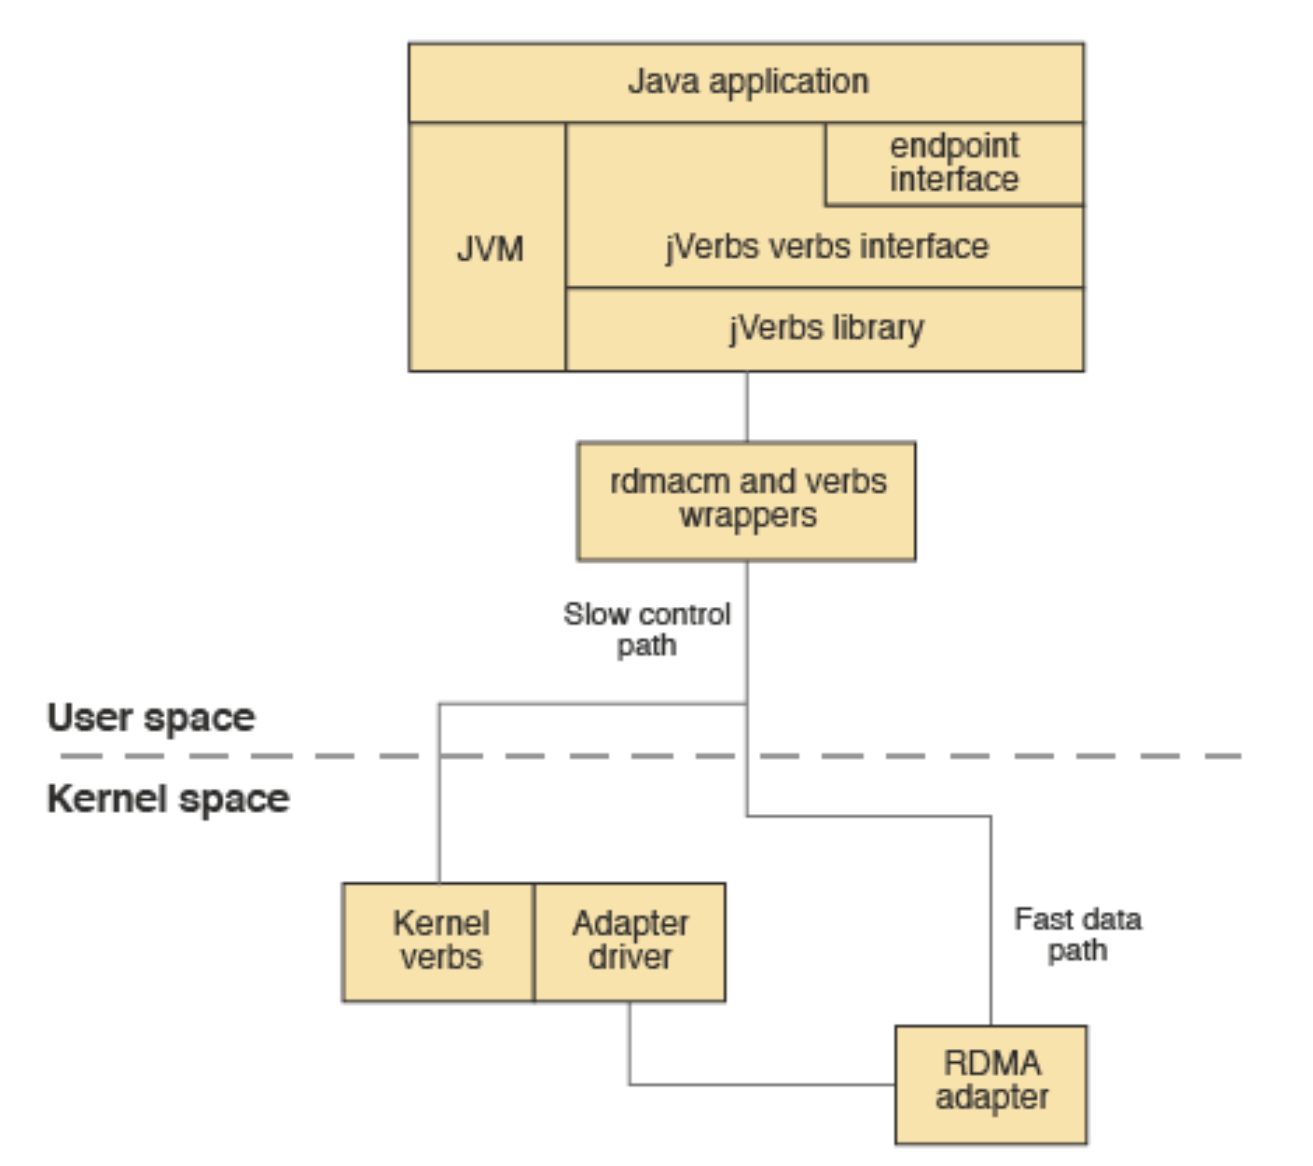 Java application
endpoint
interface
JVM
jVerbs verbs interface
jVerbs library
rdmacm and verbs
wrappers
Slow control
path
User space
Kernel space
Kernel
verbs
Adapter
driver
Fast data
path
RDMA
adapter